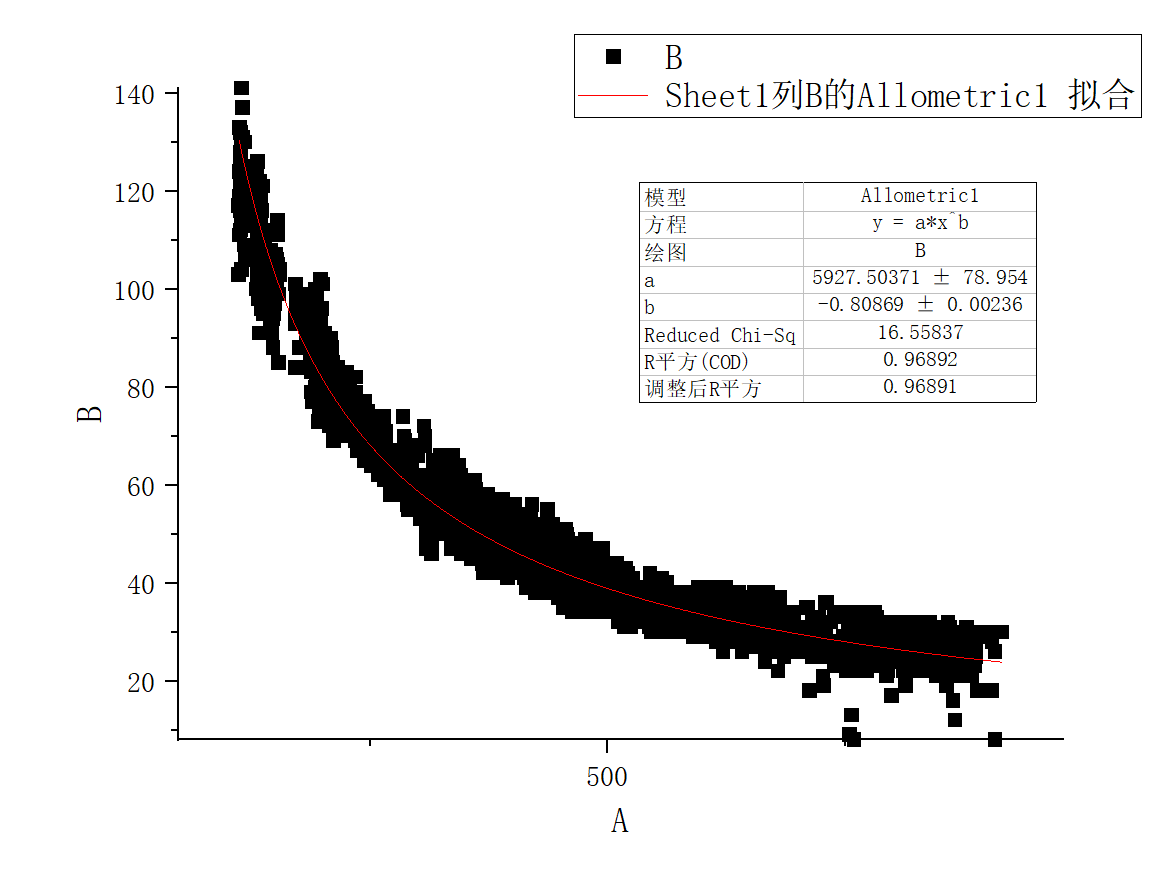 B
Sheet1列B的Allometric1 拟合
模型 Allometric1
方程 y = a*x^b
绘图 B
a 5927.50371 ± 78.954
b -0.80869 ± 0.00236
Reduced Chi-Sq 16.55837
R平方(COD) 0.96892
调整后R平方 0.96891
140
120
100
80
60
40
20
B
500
A